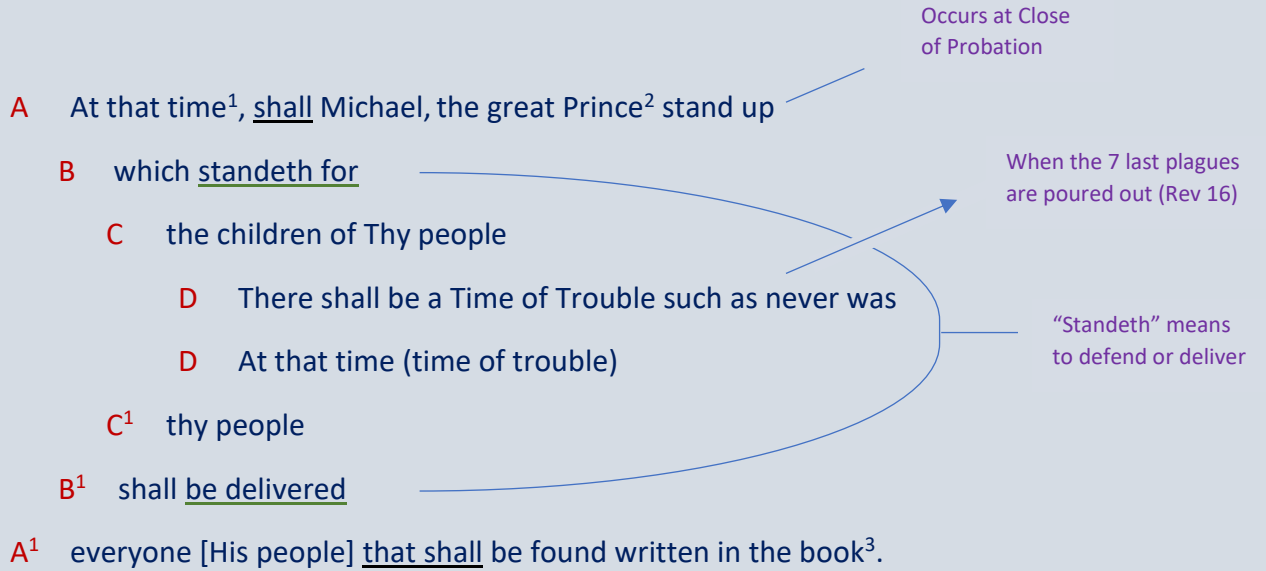 Occurs at Close
of Probation
A At that time¹, shall Michael, the great Prince² stand up
B which standeth for
When the 7 last plagues
are poured out (Rev 16)
C the children of Thy people
D There shall be a Time of Trouble such as never was
"Standeth" means
to defend or deliver
D At that time (time of trouble)
C¹ thy people
B¹ shall be delivered
A¹ everyone [His people] that shall be found written in the book³.